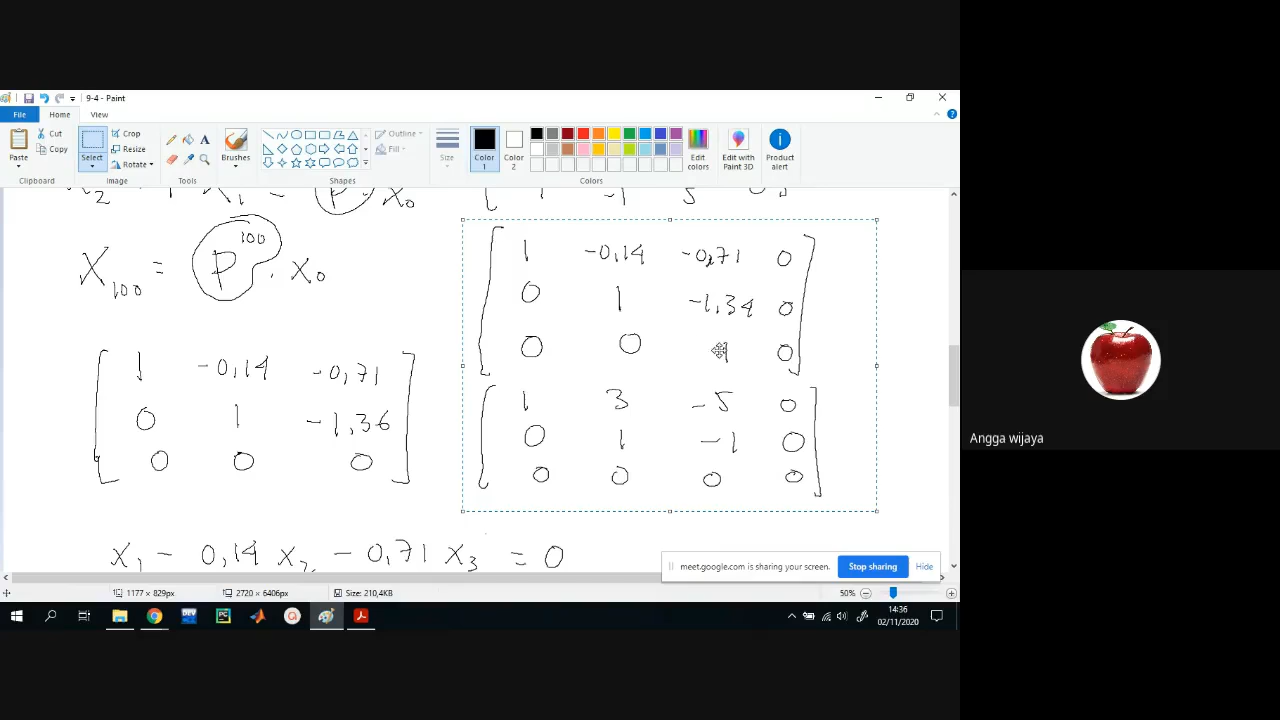 9-4 - Paint
File Home View
Paste Cut Copy Clipboard
Select Crop Resize Rotate Image
Tools
Brushes
Outline Fill Shapes
Size
Color 1 Color 2 Colors
Edit colors
Edit with Paint 3D
Product alert
X₁₀₀ = P¹⁰⁰ . X₀
1 -0,14 -0,71 0
0 1 -1,34 0
0 0 0
1 3 -5 0
0 1 -1 0
0 0 0 0
1 -0,14 -0,71
0 1 -1,36
0 0 0
x₁ - 0,14 x₂ - 0,71 x₃ = 0
meet.google.com is sharing your screen. Stop sharing Hide
1177 × 829px 2720 × 6406px Size: 210,4KB 50%
14:36
02/11/2020
Angga wijaya